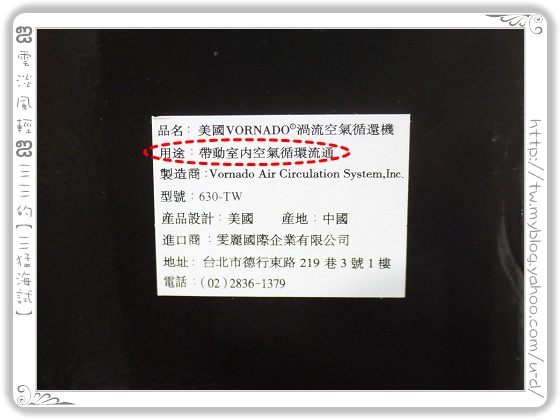 品名: 美國VORNADO®渦流空氣循還機
用途:帶動室內空氣循環流通
製造商:Vornado Air Circulation System,Inc.
型號:630-TW
産品設計:美國 産地:中國
進口商:雯麗國際企業有限公司
地址: 台北市德行東路 219 巷 3 號 1 樓
電話:(02)2836-1379
雲淡風輕
三三的【三猛海試】
http://tw.myblog.yahoo.com/u-d/